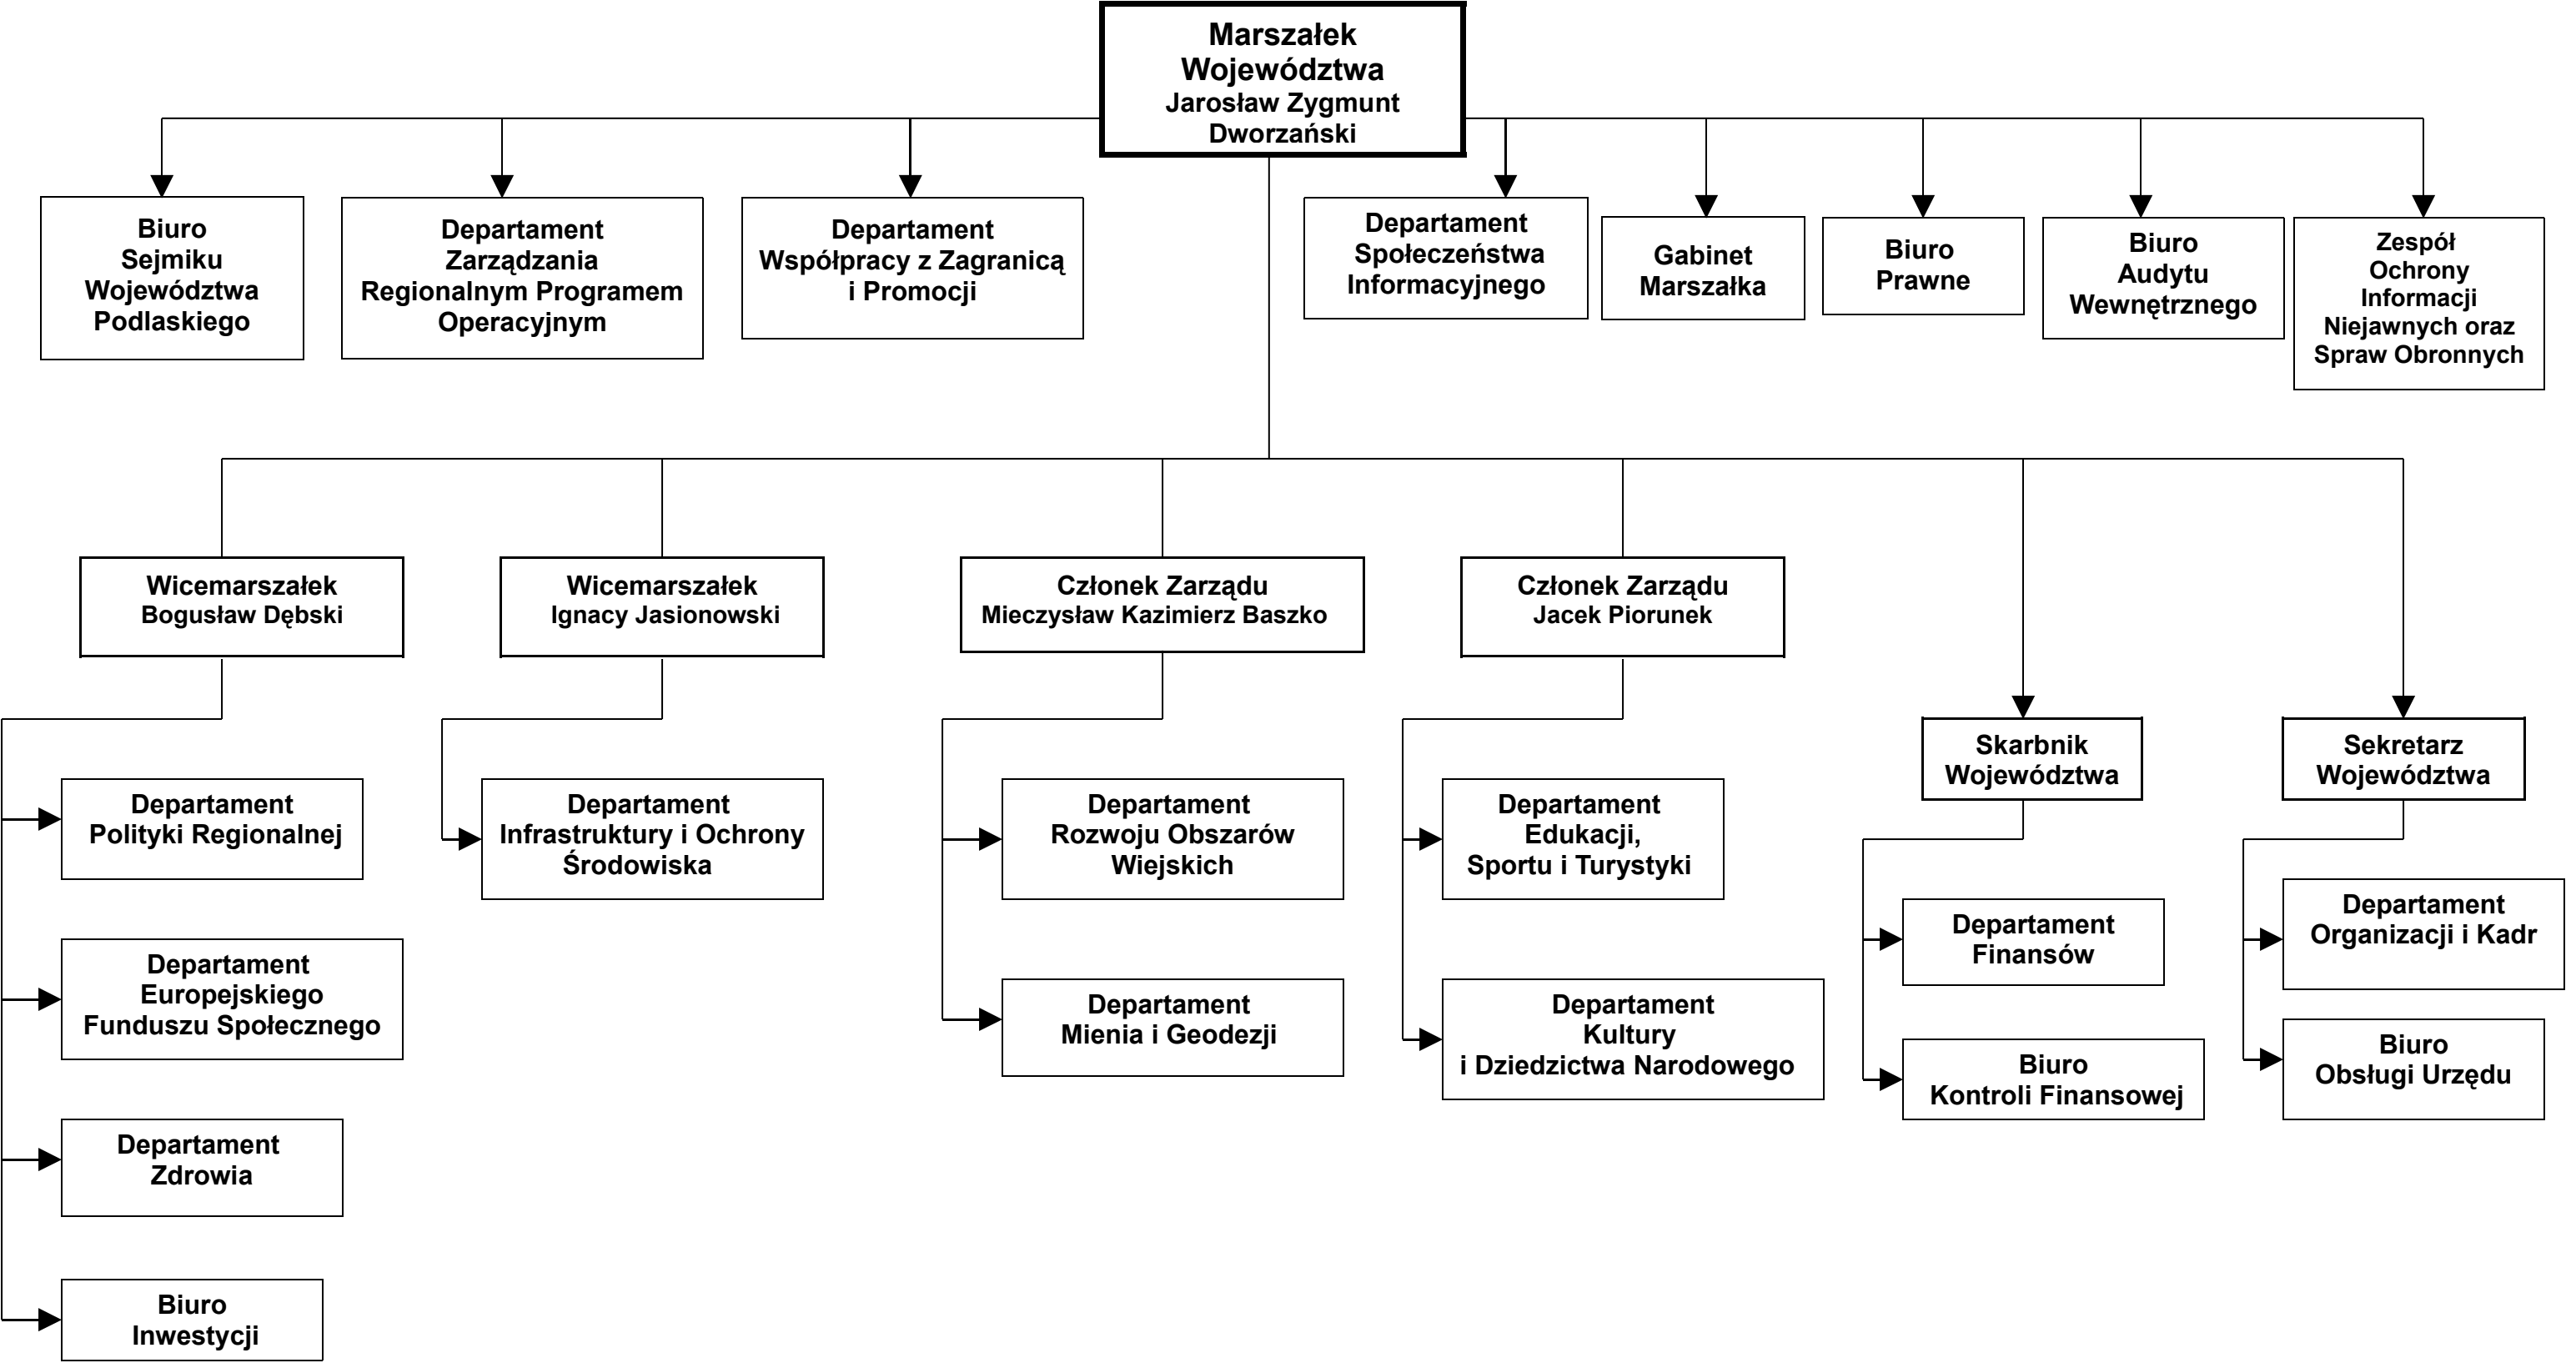 Marszałek
Województwa
Jarosław Zygmunt
Dworzański
Biuro
Sejmiku
Województwa
Podlaskiego
Departament
Zarządzania
Regionalnym Programem
Operacyjnym
Departament
Współpracy z Zagranicą
i Promocji
Departament
Społeczeństwa
Informacyjnego
Gabinet
Marszałka
Biuro
Prawne
Biuro
Audytu
Wewnętrznego
Zespół
Ochrony
Informacji
Niejawnych oraz
Spraw Obronnych
Wicemarszałek
Bogusław Dębski
Wicemarszałek
Ignacy Jasionowski
Członek Zarządu
Mieczysław Kazimierz Baszko
Członek Zarządu
Jacek Piorunek
Skarbnik
Województwa
Sekretarz
Województwa
Departament
Polityki Regionalnej
Departament
Europejskiego
Funduszu Społecznego
Departament
Zdrowia
Biuro
Inwestycji
Departament
Infrastruktury i Ochrony
Środowiska
Departament
Rozwoju Obszarów
Wiejskich
Departament
Mienia i Geodezji
Departament
Edukacji,
Sportu i Turystyki
Departament
Kultury
i Dziedzictwa Narodowego
Departament
Finansów
Biuro
Kontroli Finansowej
Departament
Organizacji i Kadr
Biuro
Obsługi Urzędu